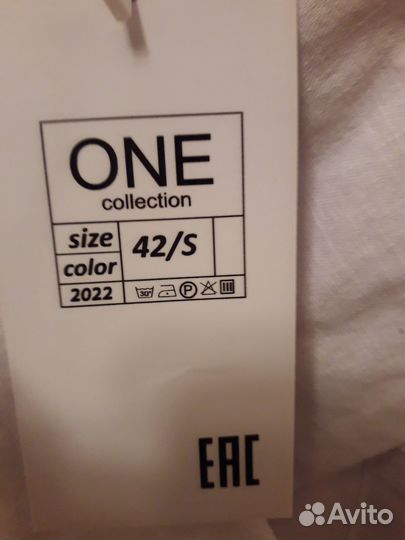 ONE
collection
size 42/S
color
2022 30° P
EAC
Avito